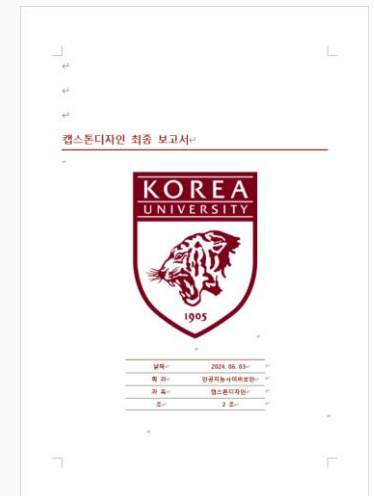 캡스톤디자인 최종 보고서
KOREA
UNIVERSITY
1905
날짜 2024. 06. 03
학 과 인공지능사이버보안
과 목 캡스톤디자인
조 2 조